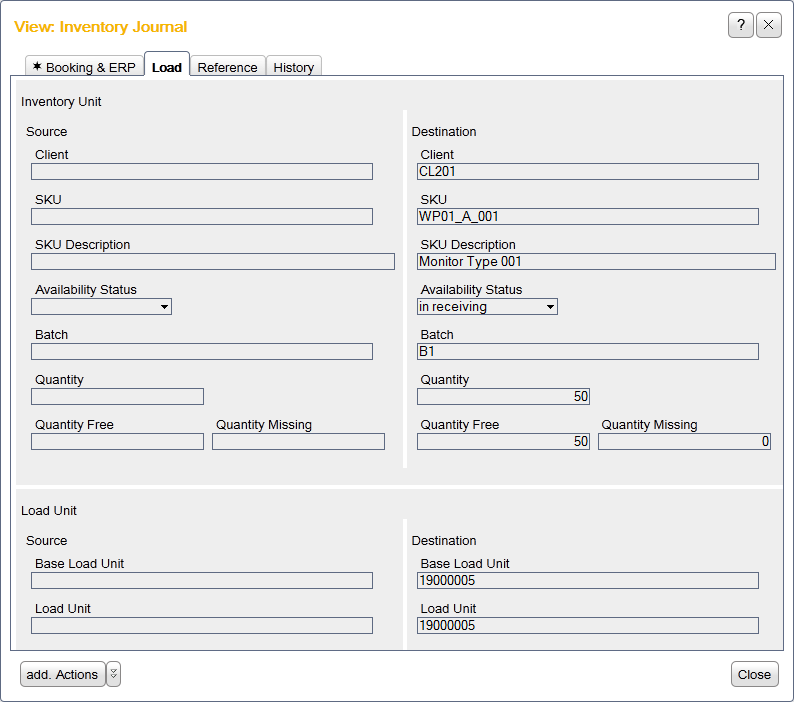 View: Inventory Journal
?
✶ Booking & ERP Load Reference History
Inventory Unit
Source
Client
SKU
SKU Description
Availability Status
Batch
Quantity
Quantity Free Quantity Missing
Destination
Client
CL201
SKU
WP01_A_001
SKU Description
Monitor Type 001
Availability Status
in receiving
Batch
B1
Quantity
50
Quantity Free Quantity Missing
50 0
Load Unit
Source
Base Load Unit
Load Unit
Destination
Base Load Unit
19000005
Load Unit
19000005
add. Actions Close